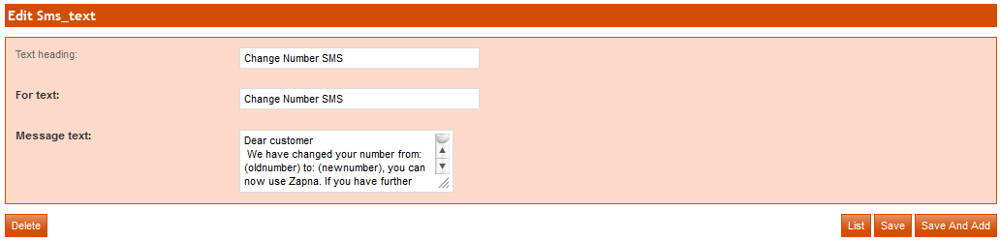 Edit Sms_text
Text heading: Change Number SMS
For text: Change Number SMS
Message text: Dear customer
We have changed your number from:
(oldnumber) to: (newnumber), you can
now use Zapna. If you have further
Delete List Save Save And Add